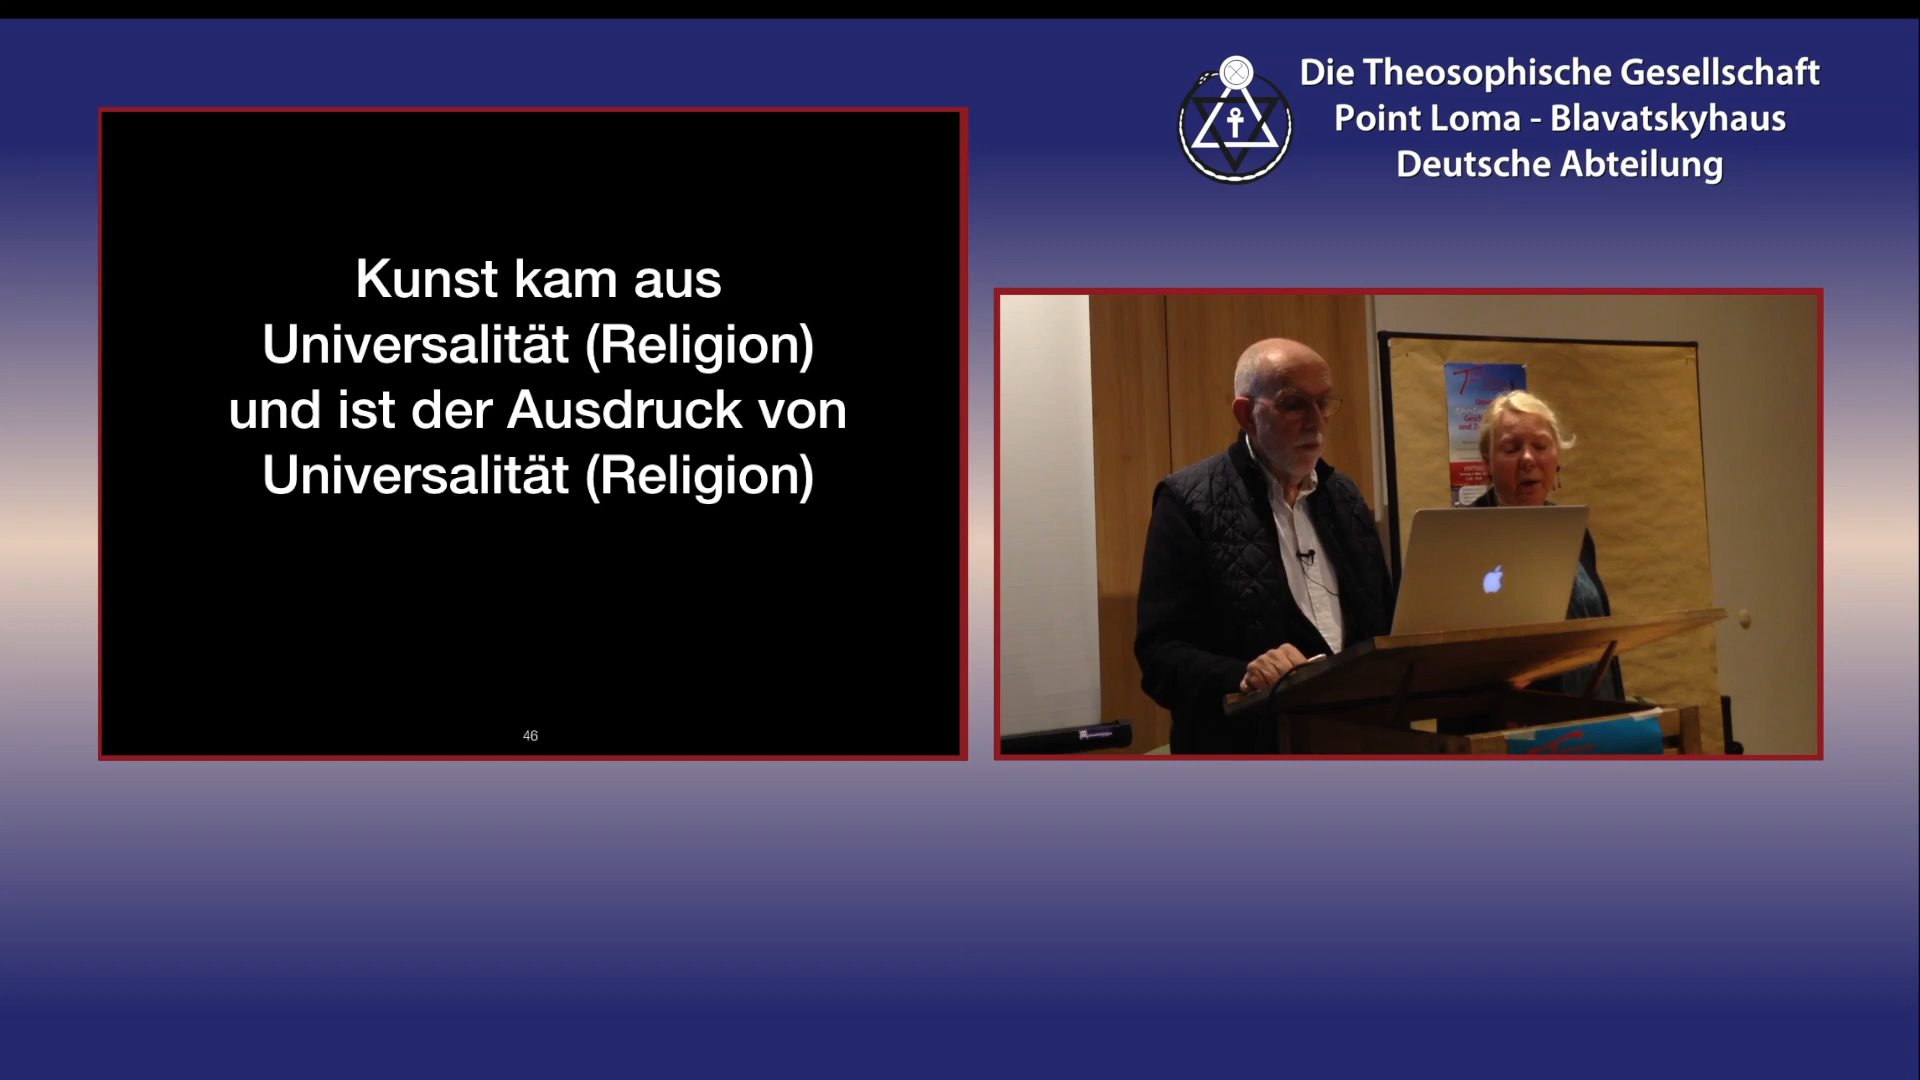 Die Theosophische Gesellschaft
Point Loma - Blavatskyhaus
Deutsche Abteilung
Kunst kam aus
Universalität (Religion)
und ist der Ausdruck von
Universalität (Religion)
46